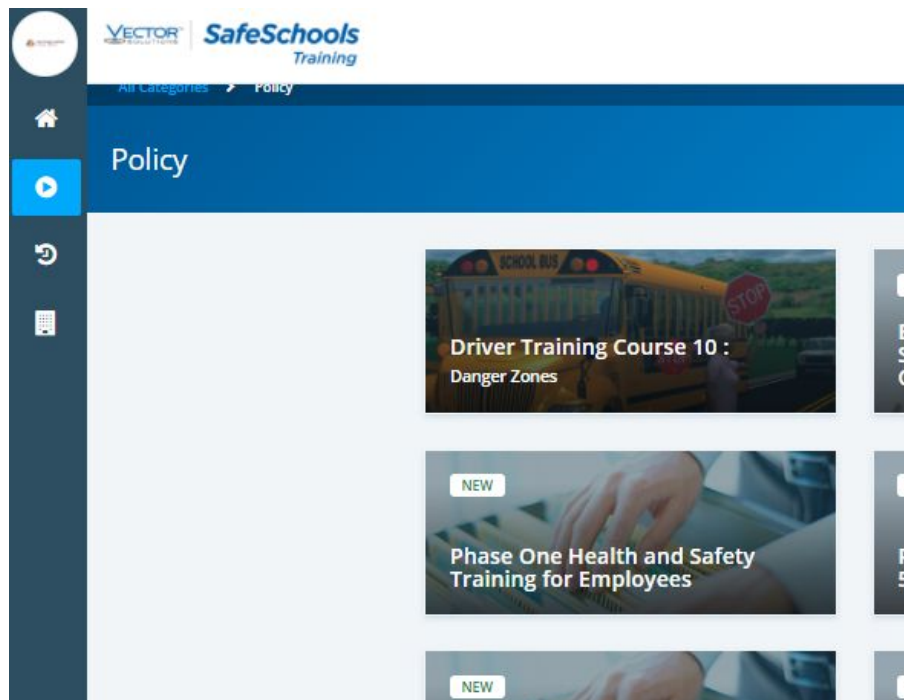 VECTOR SafeSchools
SOLUTIONS Training
All Categories > Policy
Policy
SCHOOL BUS
STOP
Driver Training Course 10 :
Danger Zones
NEW
Phase One Health and Safety
Training for Employees
NEW